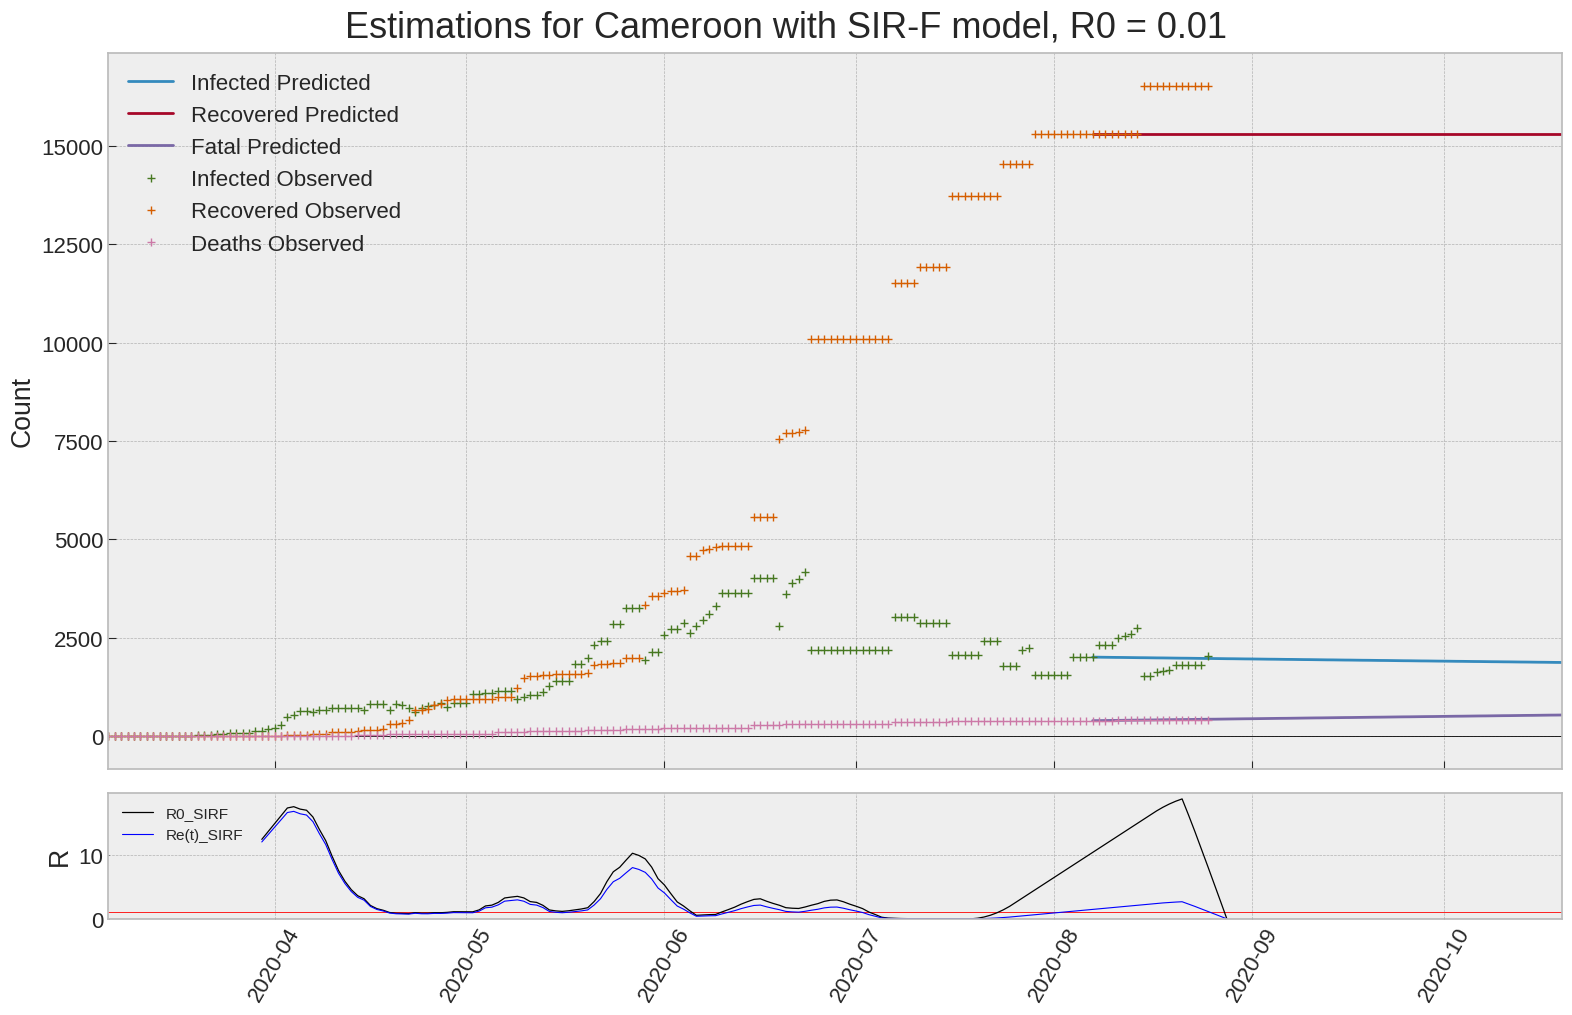 Estimations for Cameroon with SIR-F model, R0 = 0.01
Infected Predicted
Recovered Predicted
Fatal Predicted
Infected Observed
Recovered Observed
Deaths Observed
Count
15000
12500
10000
7500
5000
2500
0
R0_SIRF
Re(t)_SIRF
R
10
0
2020-04
2020-05
2020-06
2020-07
2020-08
2020-09
2020-10